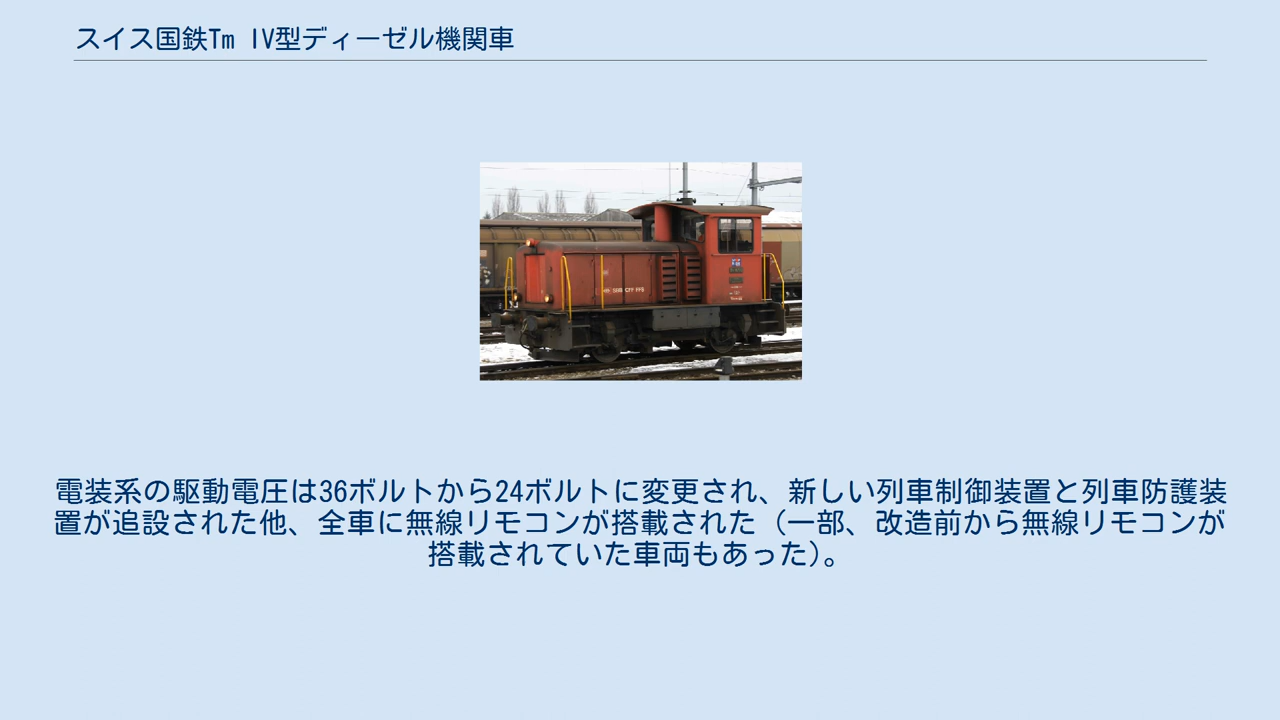 スイス国鉄Tm IV型ディーゼル機関車
電装系の駆動電圧は36ボルトから24ボルトに変更され、新しい列車制御装置と列車防護装
置が追設された他、全車に無線リモコンが搭載された（一部、改造前から無線リモコンが
搭載されていた車両もあった）。